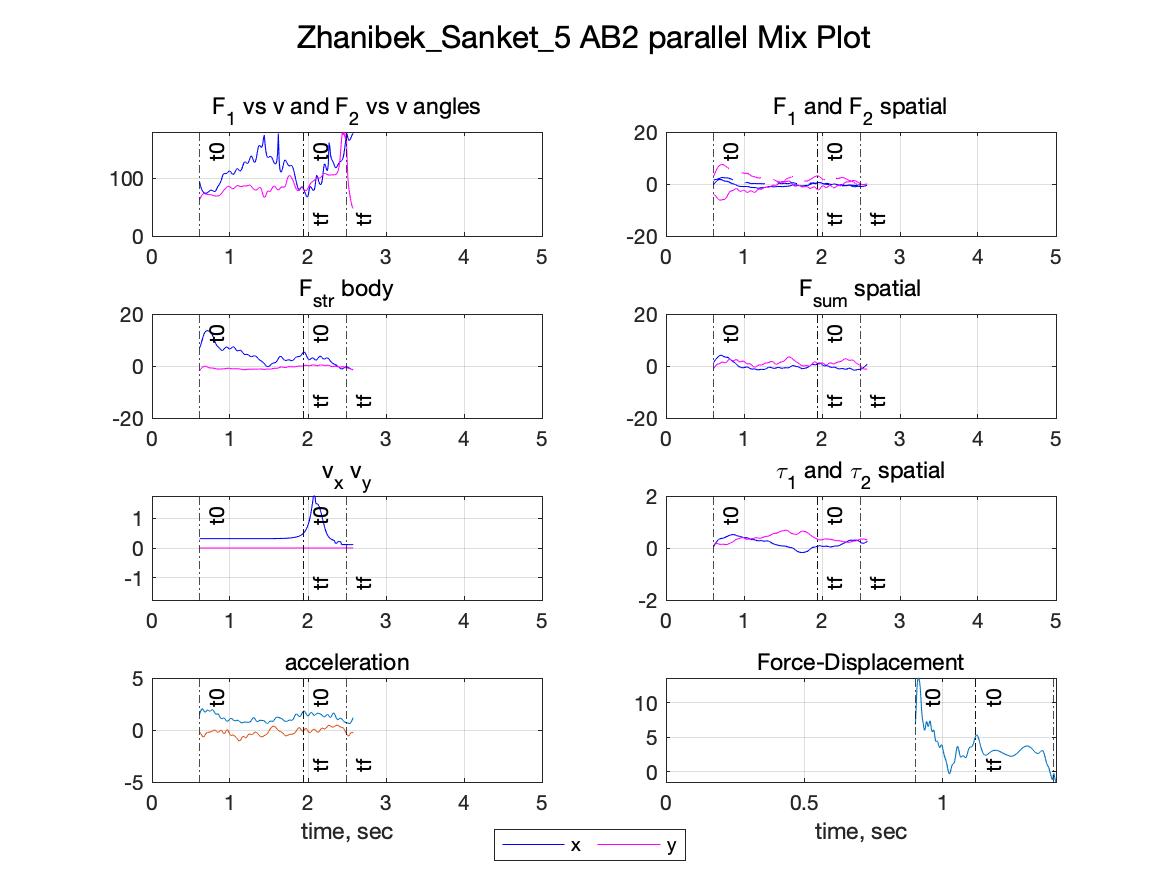 Zhanibek_Sanket_5 AB2 parallel Mix Plot
F1 vs v and F2 vs v angles
100
0
t0
t0
tf
tf
0 1 2 3 4 5
F1 and F2 spatial
20
0
-20
t0
t0
tf
tf
0 1 2 3 4 5
Fstr body
20
0
-20
t0
t0
tf
tf
0 1 2 3 4 5
Fsum spatial
20
0
-20
t0
t0
tf
tf
0 1 2 3 4 5
vx vy
1
0
-1
t0
t0
tf
tf
0 1 2 3 4 5
τ1 and τ2 spatial
2
0
-2
t0
t0
tf
tf
0 1 2 3 4 5
acceleration
5
0
-5
t0
t0
tf
tf
0 1 2 3 4 5
time, sec
Force-Displacement
10
5
0
t0
t0
tf
0 0.5 1
time, sec
x y